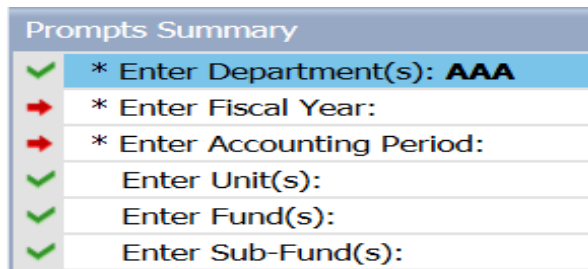 Prompts Summary
* Enter Department(s): AAA
* Enter Fiscal Year:
* Enter Accounting Period:
Enter Unit(s):
Enter Fund(s):
Enter Sub-Fund(s):